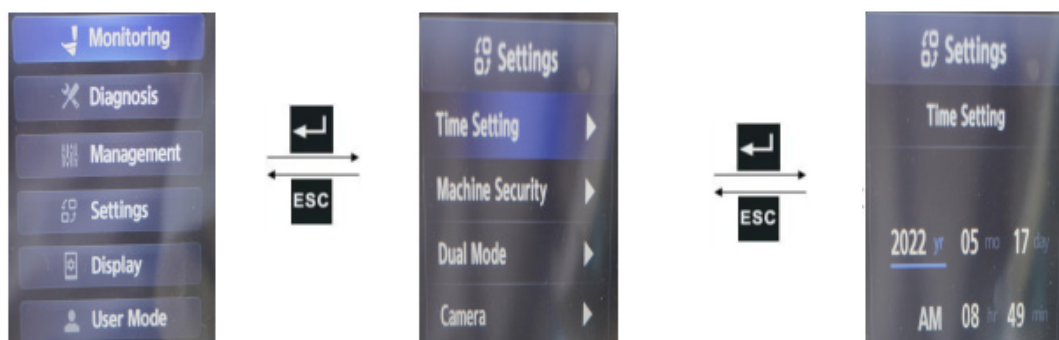 Monitoring
Diagnosis
Management
Settings
Display
User Mode
ESC
Settings
Time Setting
Machine Security
Dual Mode
Camera
ESC
Settings
Time Setting
2022 yr 05 mo 17 day
AM 08 hr 49 min